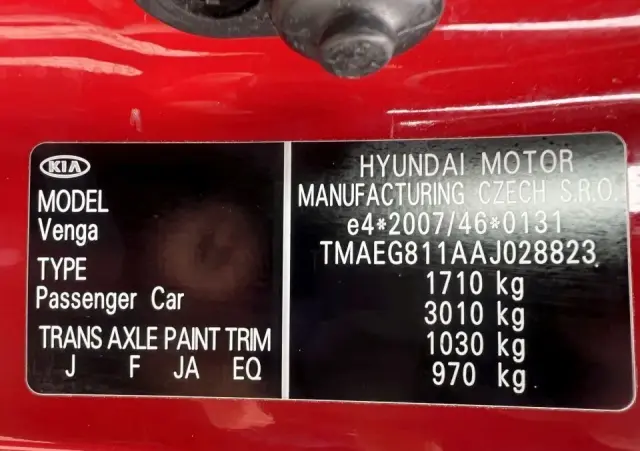 KIA
MODEL
Venga
TYPE
Passenger Car
TRANS AXLE PAINT TRIM
J F JA EQ
HYUNDAI MOTOR
MANUFACTURING CZECH S.R.O.
e4*2007/46*0131
TMAEG811AAJ028823
1710 kg
3010 kg
1030 kg
970 kg